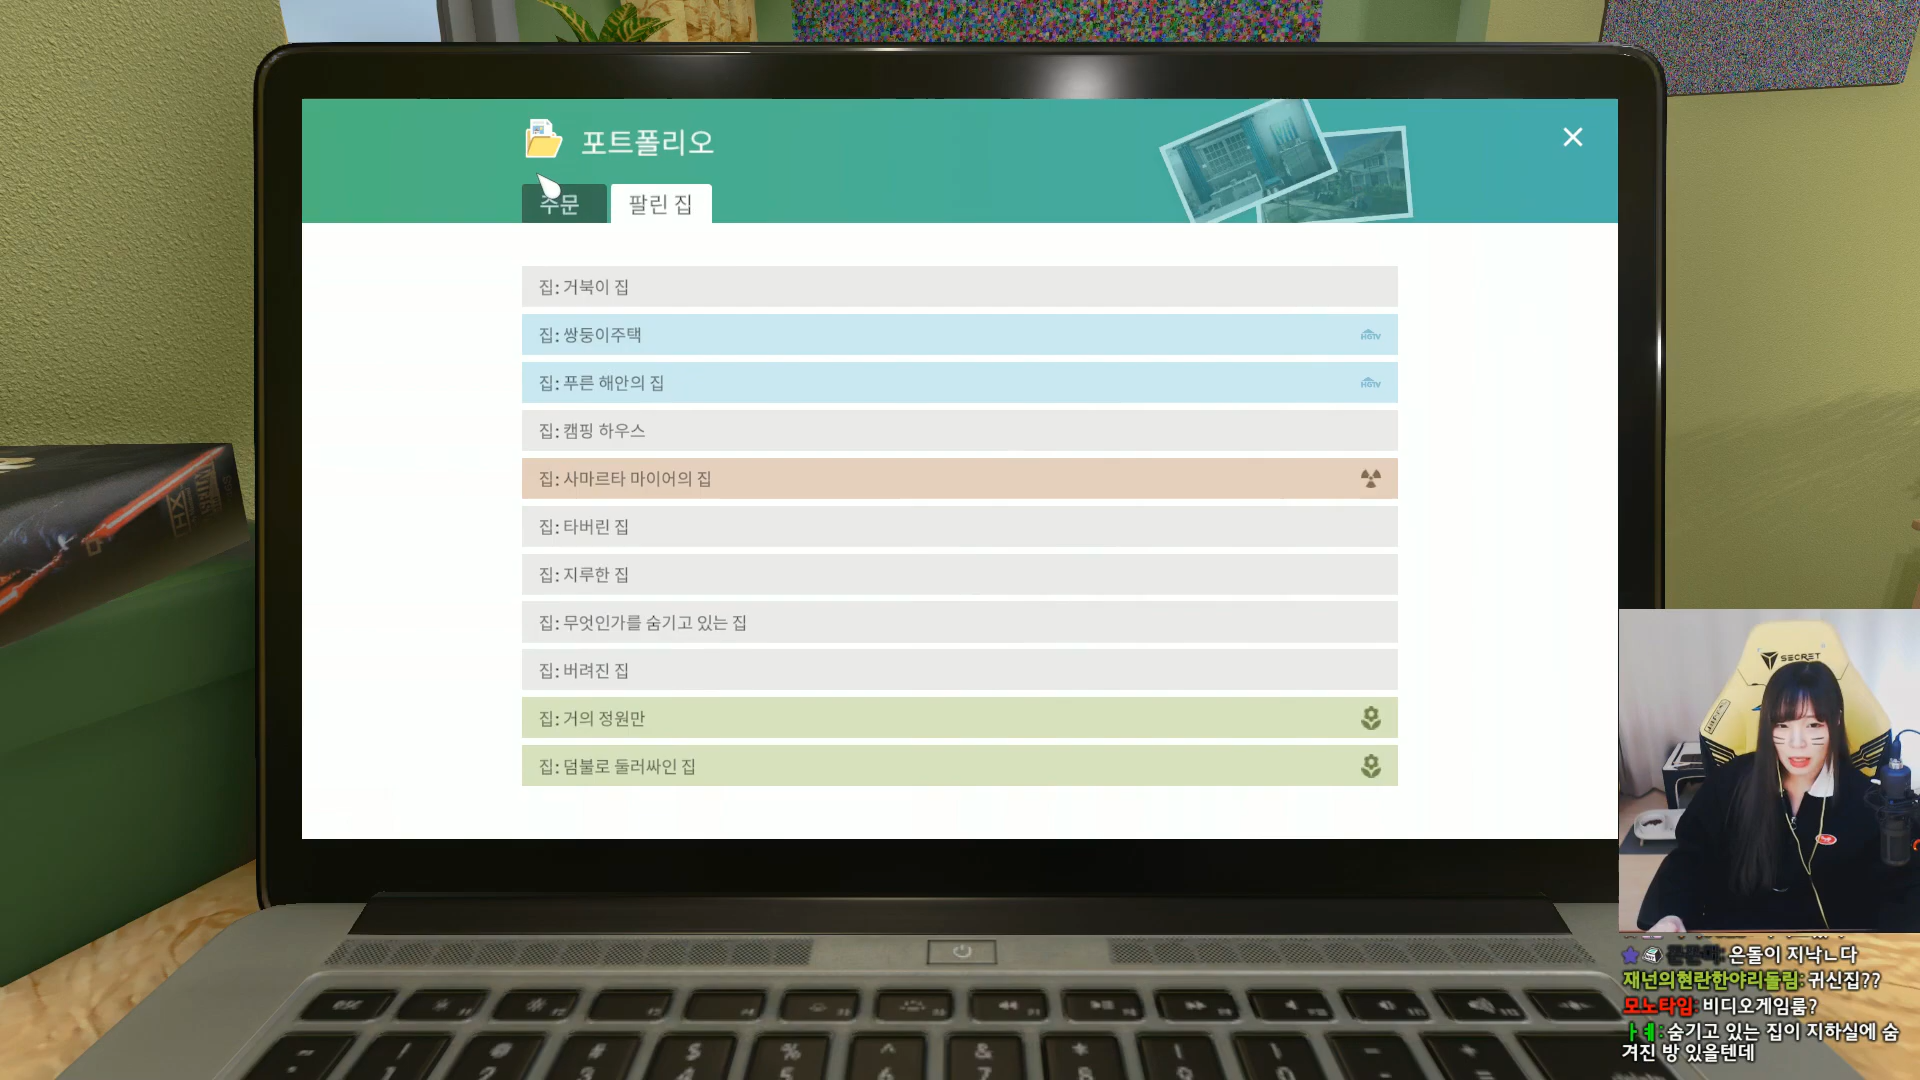 포트폴리오
주문
팔린 집
집: 거북이 집
집: 쌍둥이주택
HGTV
집: 푸른 해안의 집
HGTV
집: 캠핑 하우스
집: 사마르타 마이어의 집
집: 타버린 집
집: 지루한 집
집: 무엇인가를 숨기고 있는 집
집: 버려진 집
집: 거의 정원만
집: 덤불로 둘러싸인 집
SECRET
esc
은돌이 지낙ㄴ다
재넌의현란한야리돌림: 귀신집??
모노타임: 비디오게임룸?
ㅏ네: 숨기고 있는 집이 지하실에 숨
겨진 방 있을텐데